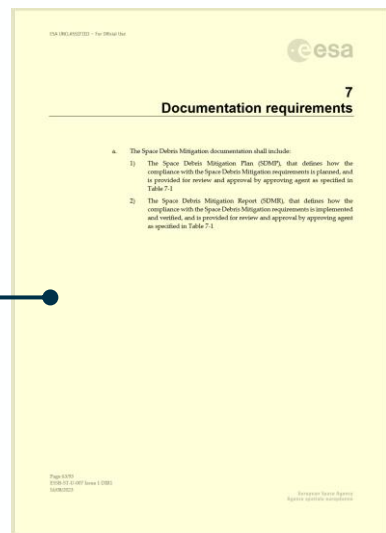 ESA UNCLASSIFIED – For Official Use
esa
7
Documentation requirements
a. The Space Debris Mitigation documentation shall include:
1) The Space Debris Mitigation Plan (SDMP), that defines how the
compliance with the Space Debris Mitigation requirements is planned, and
is provided for review and approval by approving agent as specified in
Table 7-1
2) The Space Debris Mitigation Report (SDMR), that defines how the
compliance with the Space Debris Mitigation requirements is implemented
and verified, and is provided for review and approval by approving agent
as specified in Table 7-1
European Space Agency
Agence spatiale européenne